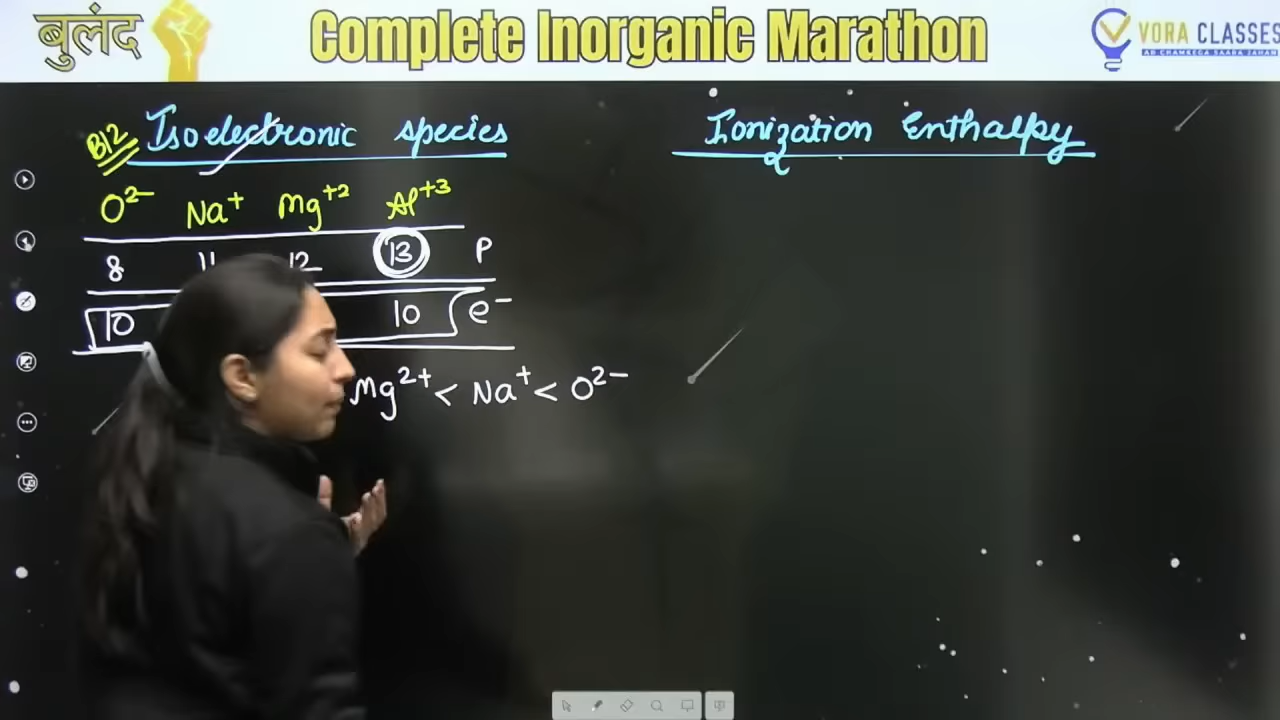 बुलंद
Complete Inorganic Marathon
VORA CLASSES
AB CHAMKEGA SAARA JAHAN
B12 Isoelectronic species
O²⁻ Na⁺ Mg⁺² Al⁺³
8 11 12 13 P
10 10 e⁻
Mg²⁺ < Na⁺ < O²⁻
Ionization Enthalpy